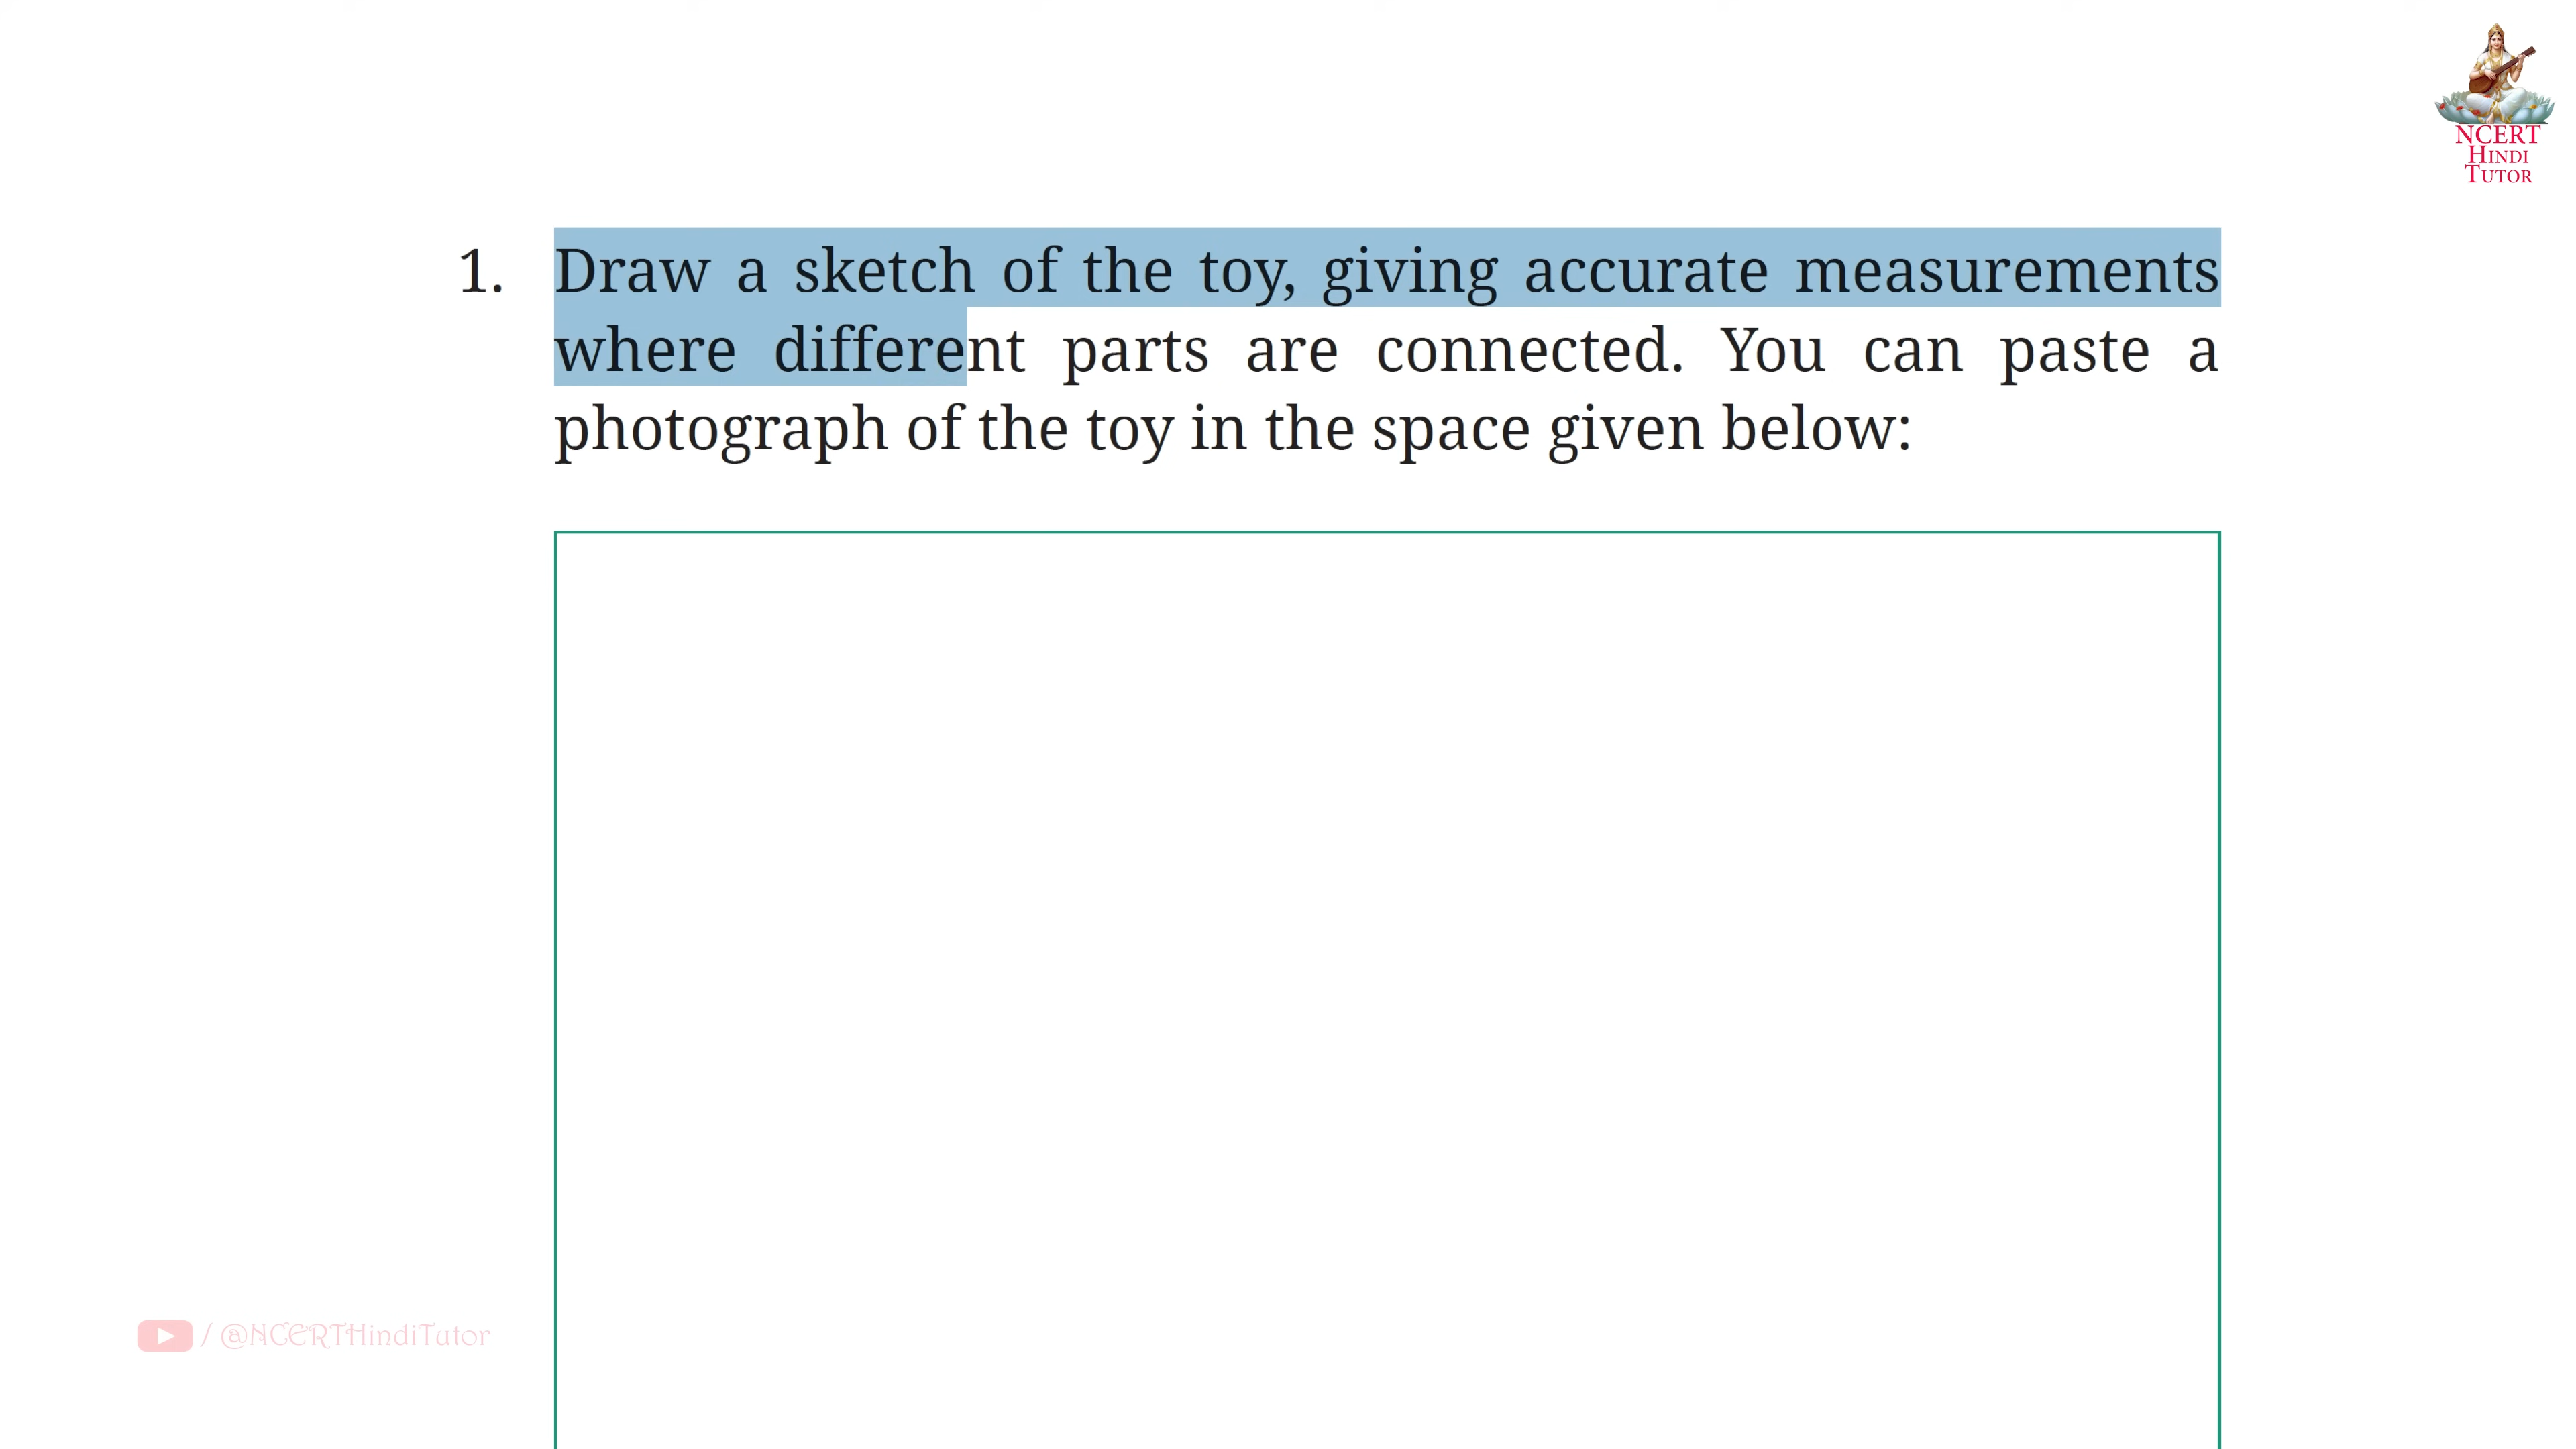 NCERT
HINDI
TUTOR
1. Draw a sketch of the toy, giving accurate measurements
where different parts are connected. You can paste a
photograph of the toy in the space given below:
/ @NCERTHindiTutor